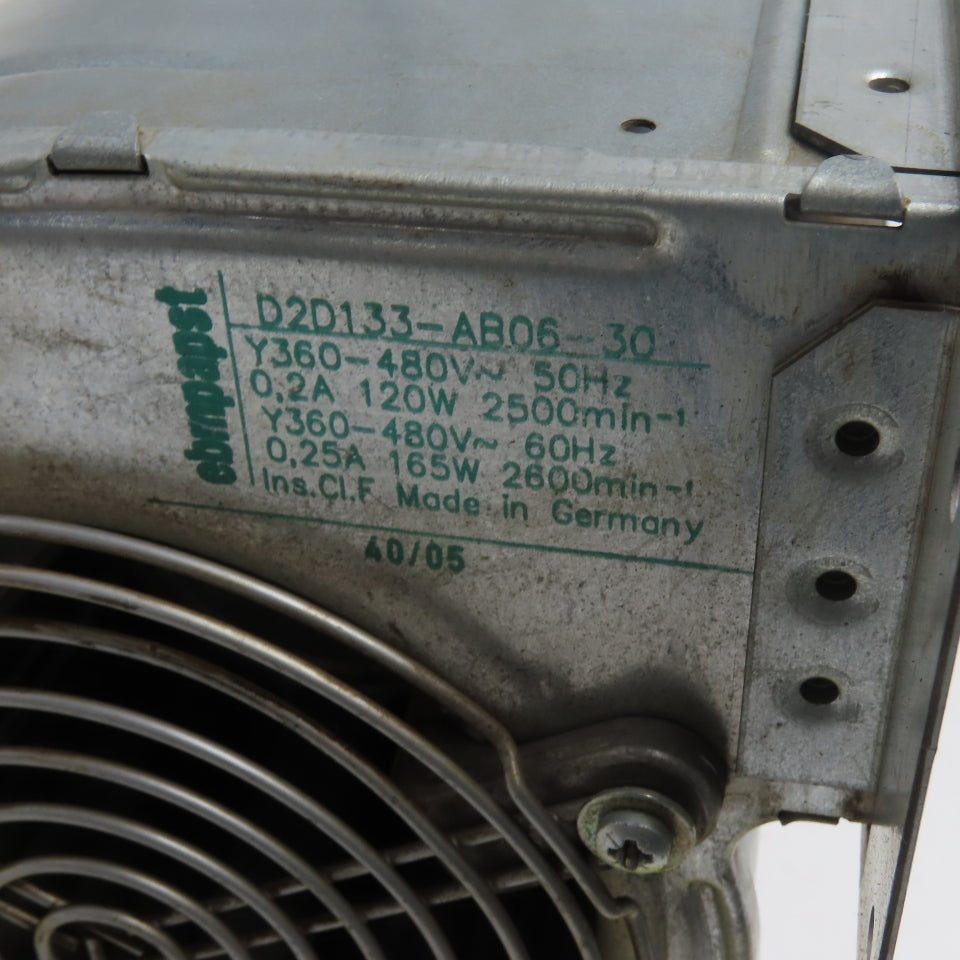 ebmpapst
D2D133-AB06-30
Y360-480V~ 50Hz
0,2A 120W 2500min-1
Y360-480V~ 60Hz
0,25A 165W 2600min-1
Ins.Cl.F Made in Germany
40/05